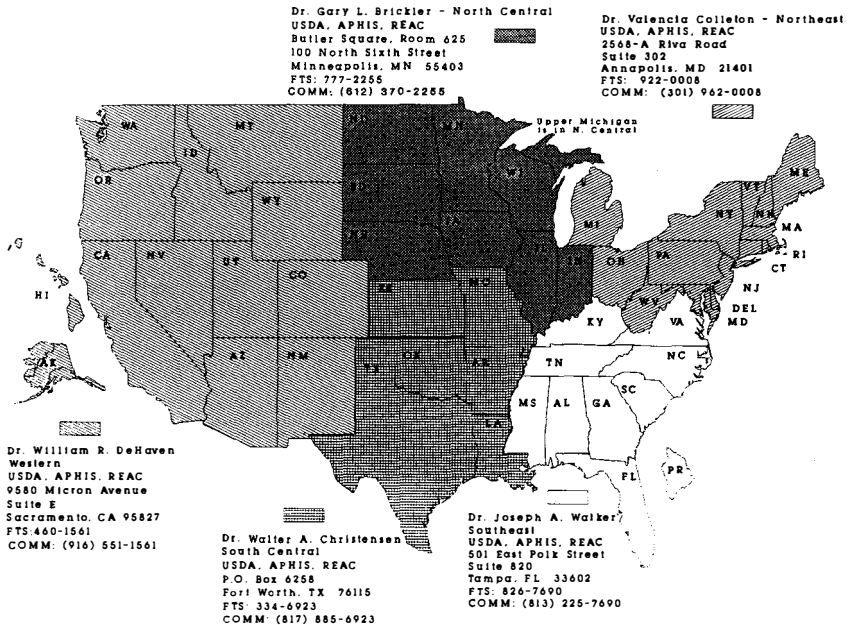 Dr. Gary L. Brickler - North Central
USDA, APHIS, REAC
Butler Square, Room 625
100 North Sixth Street
Minneapolis, MN 55403
FTS: 777-2255
COMM: (612) 370-2255
Dr. Valencia Colleton - Northeast
USDA, APHIS, REAC
2568-A Riva Road
Suite 302
Annapolis, MD 21401
FTS: 922-0008
COMM: (301) 962-0008
Upper Michigan
is in N. Central
WA
MT
ND
MN
ME
ID
VT
OR
SD
WI
NY
NH
WY
MI
MA
IA
RI
CA
NV
NE
IL
IN
OH
PA
CT
UT
CO
NJ
HI
KS
MO
WV
DEL
KY
VA
MD
AK
AZ
NM
TX
OK
AR
TN
NC
SC
MS
AL
GA
LA
FL
PR
Dr. William R. DeHaven
Western
USDA, APHIS, REAC
9580 Micron Avenue
Suite E
Sacramento, CA 95827
FTS:460-1561
COMM: (916) 551-1561
Dr. Walter A. Christensen
South Central
USDA, APHIS, REAC
P.O. Box 6258
Fort Worth, TX 76115
FTS: 334-6923
COMM: (817) 885-6923
Dr. Joseph A. Walker
Southeast
USDA, APHIS, REAC
501 East Polk Street
Suite 820
Tampa, FL 33602
FTS: 826-7690
COMM: (813) 225-7690